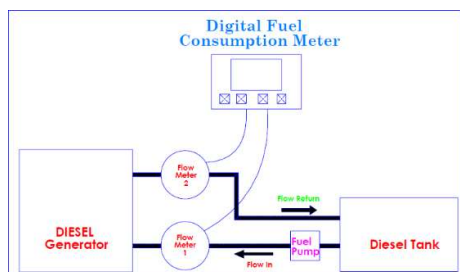 Digital Fuel
Consumption Meter
Flow
Meter
2
Flow Return
DIESEL
Generator
Flow
Meter
1
Flow In
Fuel
Pump
Diesel Tank